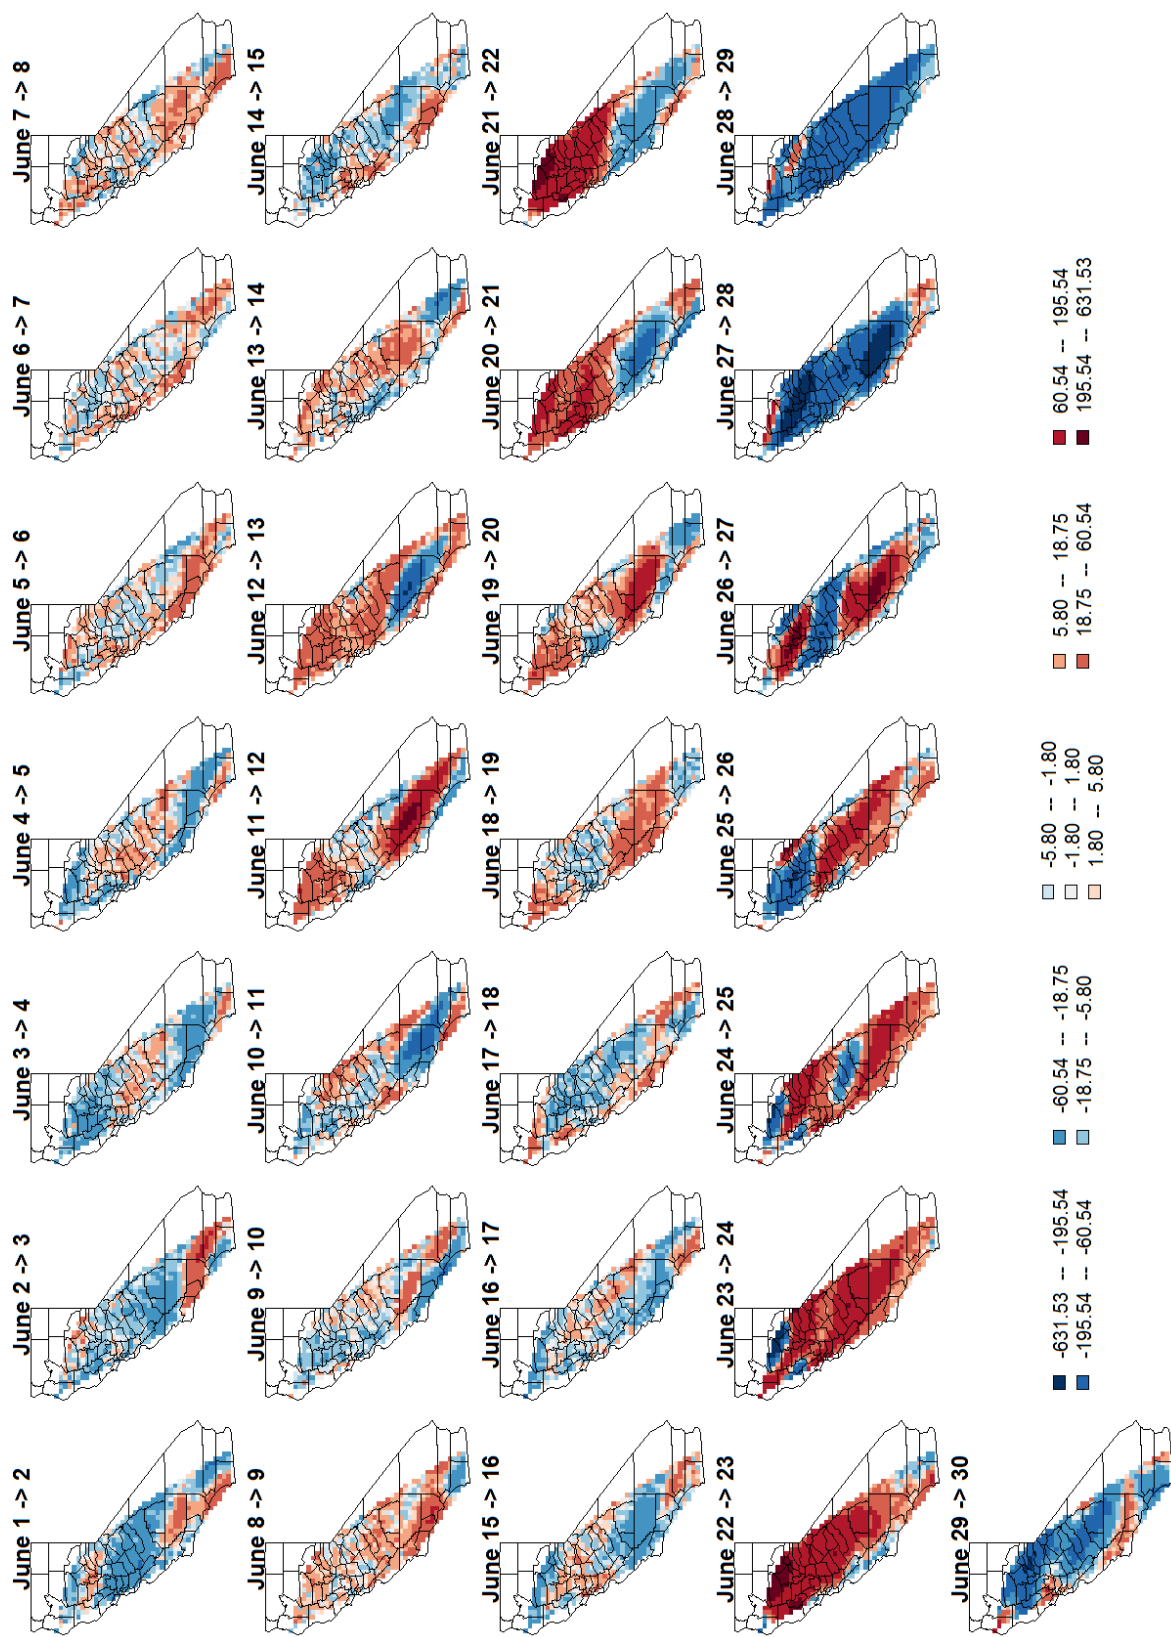 June 1 -> 2
June 2 -> 3
June 3 -> 4
June 4 -> 5
June 5 -> 6
June 6 -> 7
June 7 -> 8
June 8 -> 9
June 9 -> 10
June 10 -> 11
June 11 -> 12
June 12 -> 13
June 13 -> 14
June 14 -> 15
June 15 -> 16
June 16 -> 17
June 17 -> 18
June 18 -> 19
June 19 -> 20
June 20 -> 21
June 21 -> 22
June 22 -> 23
June 23 -> 24
June 24 -> 25
June 25 -> 26
June 26 -> 27
June 27 -> 28
June 28 -> 29
June 29 -> 30
-631.53 -- -195.54
-195.54 -- -60.54
-60.54 -- -18.75
-18.75 -- -5.80
-5.80 -- -1.80
-1.80 -- 1.80
1.80 -- 5.80
5.80 -- 18.75
18.75 -- 60.54
60.54 -- 195.54
195.54 -- 631.53